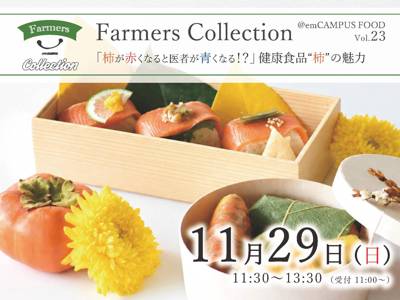 Farmers
Collection
Farmers Collection
@emCAMPUS FOOD
Vol.23
「柿が赤くなると医者が青くなる!?」健康食品“柿”の魅力
11月29日(日)
11:30~13:30 (受付 11:00~)